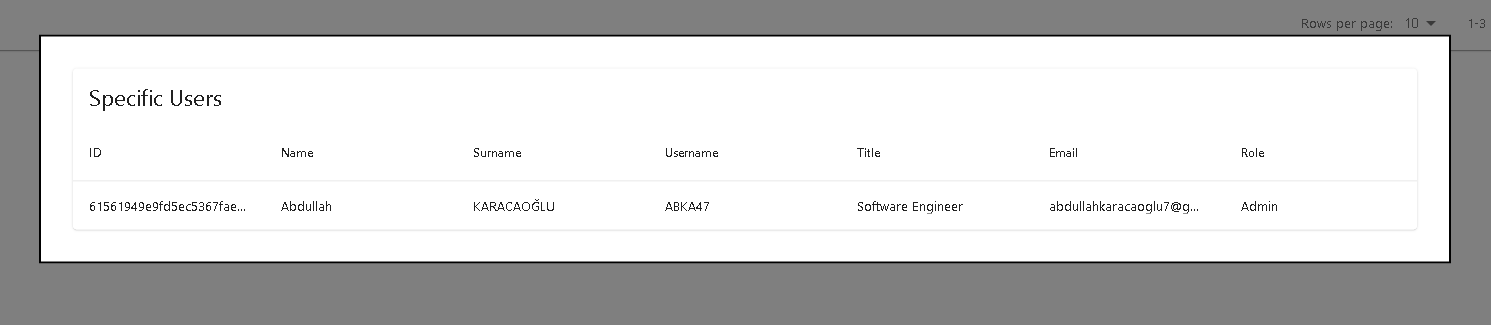 Rows per page: 10 1-3
Specific Users
ID Name Surname Username Title Email Role
61561949e9fd5ec5367fae... Abdullah KARACAOĞLU ABKA47 Software Engineer abdullahkaracaoglu7@g... Admin